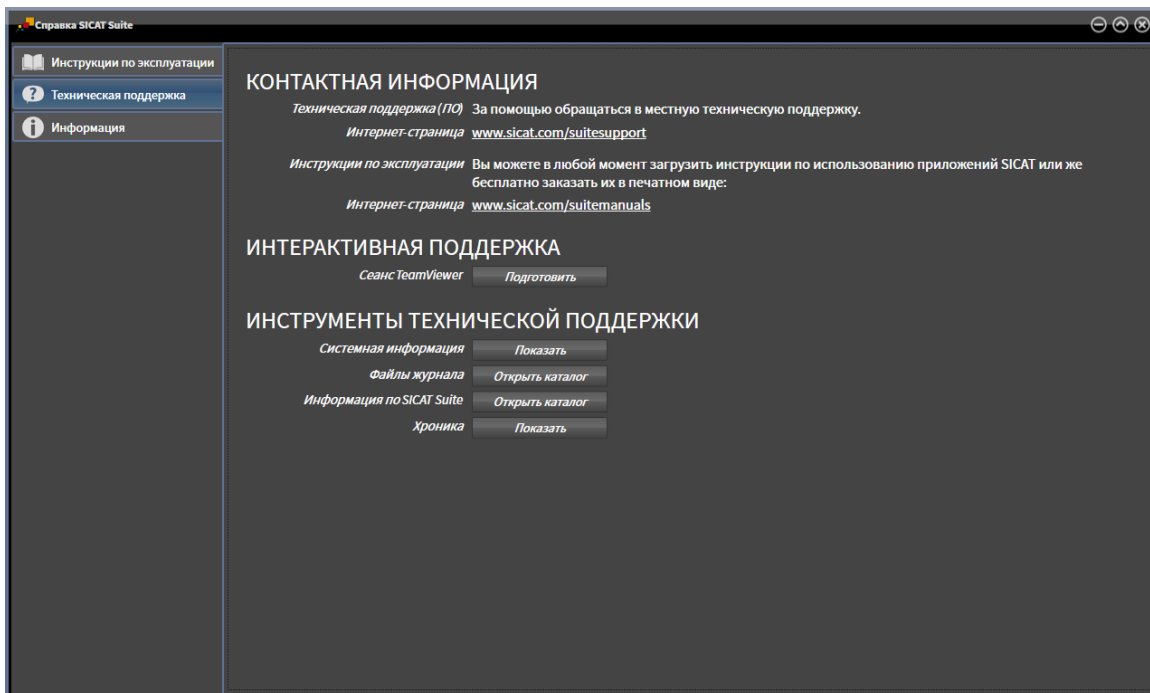 Справка SICAT Suite
Инструкции по эксплуатации
Техническая поддержка
Информация
КОНТАКТНАЯ ИНФОРМАЦИЯ
Техническая поддержка (ПО) За помощью обращаться в местную техническую поддержку.
Интернет-страница www.sicat.com/suitesupport
Инструкции по эксплуатации Вы можете в любой момент загрузить инструкции по использованию приложений SICAT или же
бесплатно заказать их в печатном виде:
Интернет-страница www.sicat.com/suitemanuals
ИНТЕРАКТИВНАЯ ПОДДЕРЖКА
Сеанс TeamViewer Подготовить
ИНСТРУМЕНТЫ ТЕХНИЧЕСКОЙ ПОДДЕРЖКИ
Системная информация Показать
Файлы журнала Открыть каталог
Информация по SICAT Suite Открыть каталог
Хроника Показать